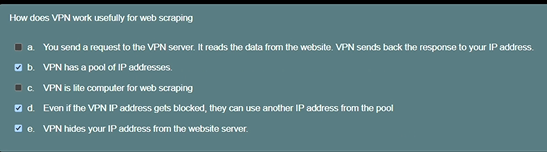 How does VPN work usefully for web scraping
a. You send a request to the VPN server. It reads the data from the website. VPN sends back the response to your IP address.
b. VPN has a pool of IP addresses.
c. VPN is lite computer for web scraping
d. Even if the VPN IP address gets blocked, they can use another IP address from the pool
e. VPN hides your IP address from the website server.